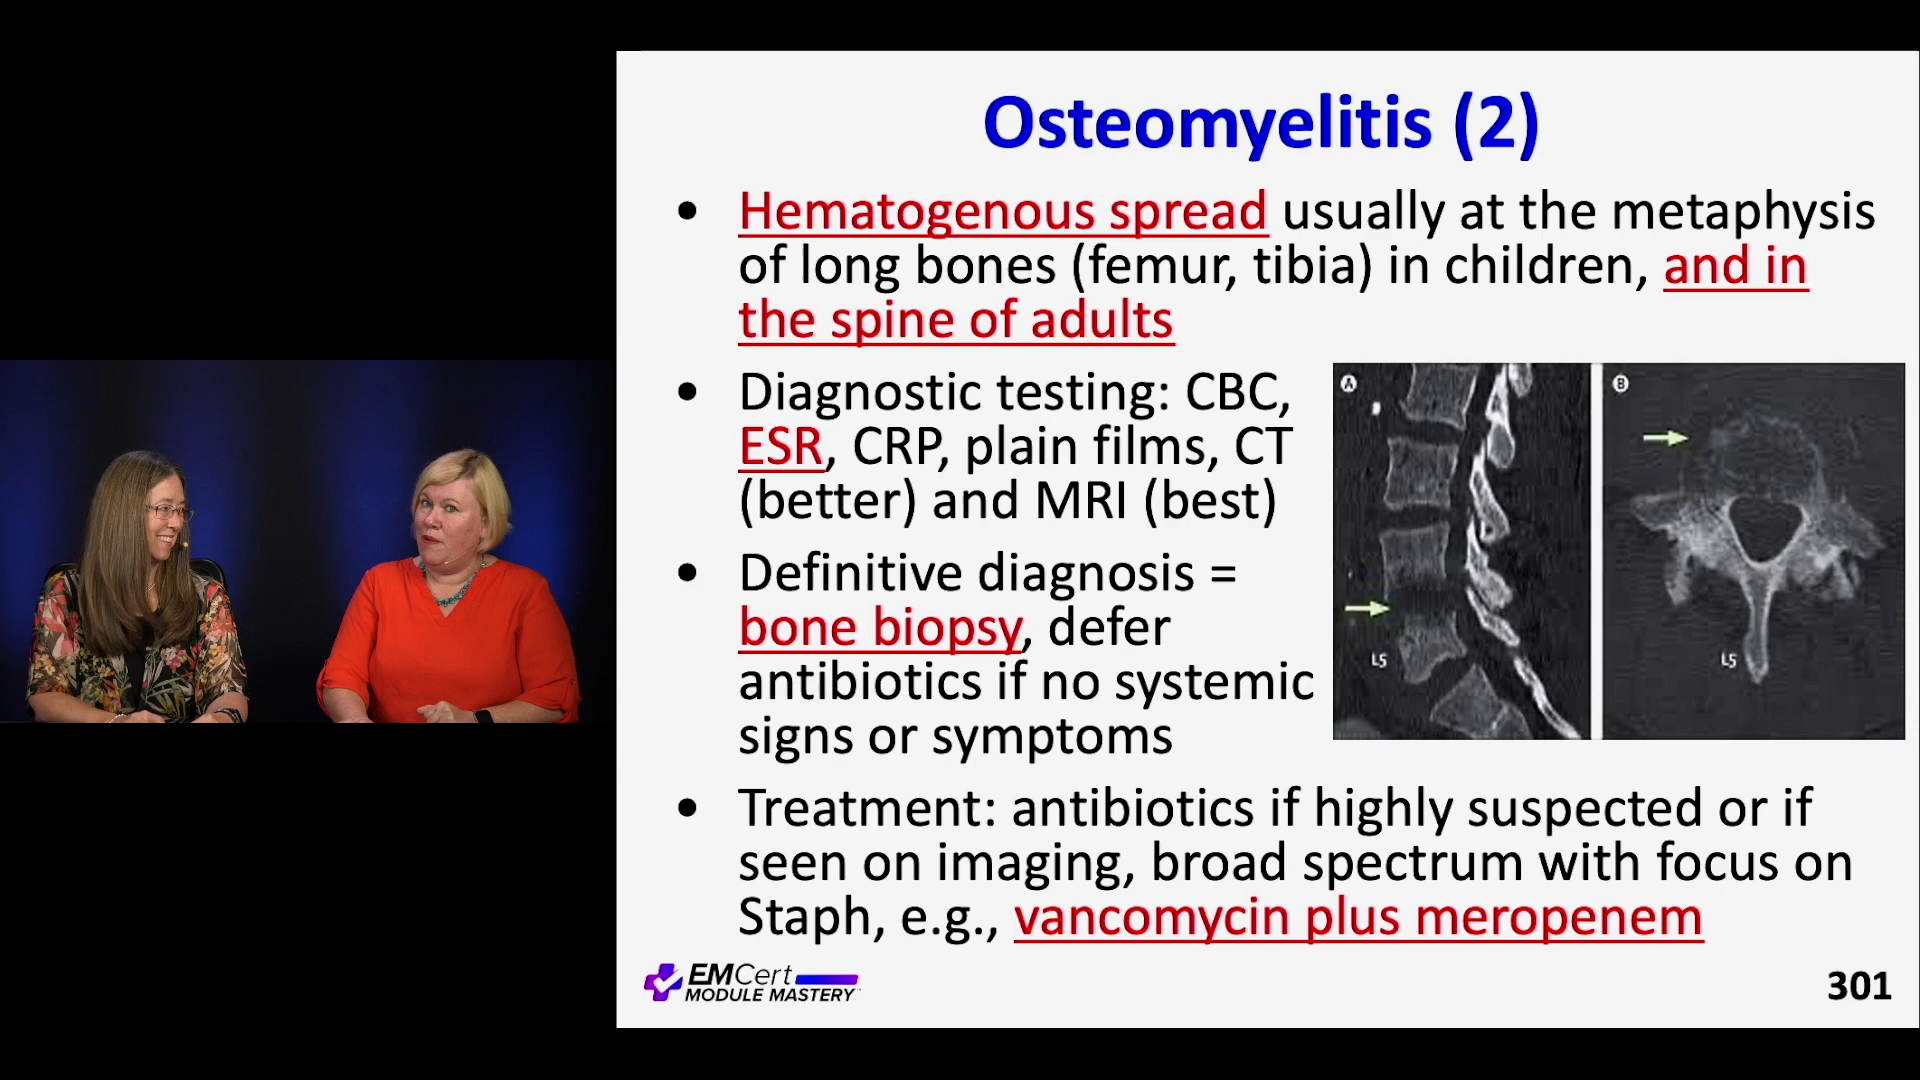 Osteomyelitis (2)
• Hematogenous spread usually at the metaphysis
of long bones (femur, tibia) in children, and in
the spine of adults
• Diagnostic testing: CBC,
ESR, CRP, plain films, CT
(better) and MRI (best)
• Definitive diagnosis =
bone biopsy, defer
antibiotics if no systemic
signs or symptoms
A
B
L5
L5
• Treatment: antibiotics if highly suspected or if
seen on imaging, broad spectrum with focus on
Staph, e.g., vancomycin plus meropenem
EMCert
MODULE MASTERY
301